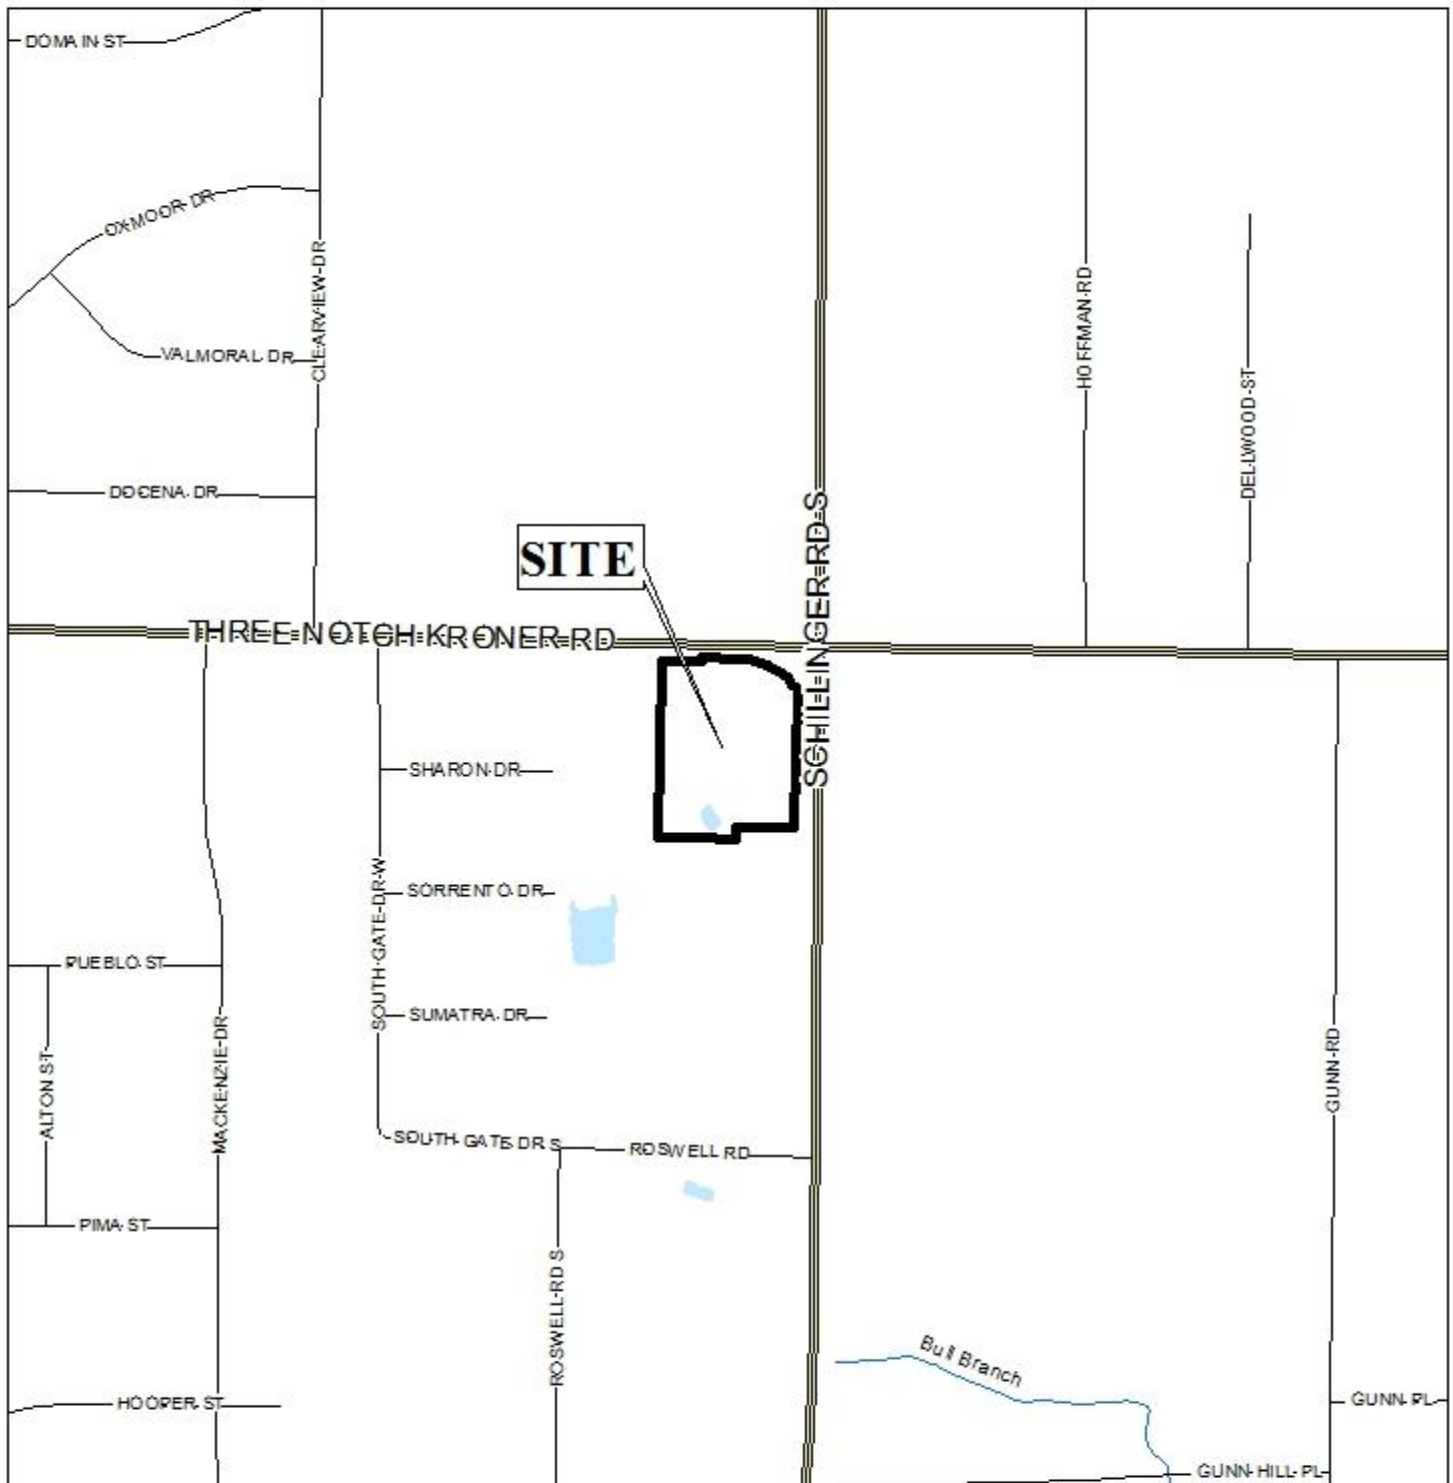 DOMAIN ST
OXMOOR DR
CLEARVIEW DR
VALMORAL DR
HOFFMAN RD
DELLWOOD ST
DOCENA DR
SITE
SCHILLINGER RD S
THREE NOTCH KRONER RD
SHARON DR
SOUTH GATE DR W
SORRENTO DR
PUEBLO ST
SUMATRA DR
ALTON ST
MACKENZIE DR
GUNN RD
SOUTH GATE DR S
ROSWELL RD
PIMA ST
ROSWELL RD S
Bull Branch
HOOPER ST
GUNN PL
GUNN HILL PL